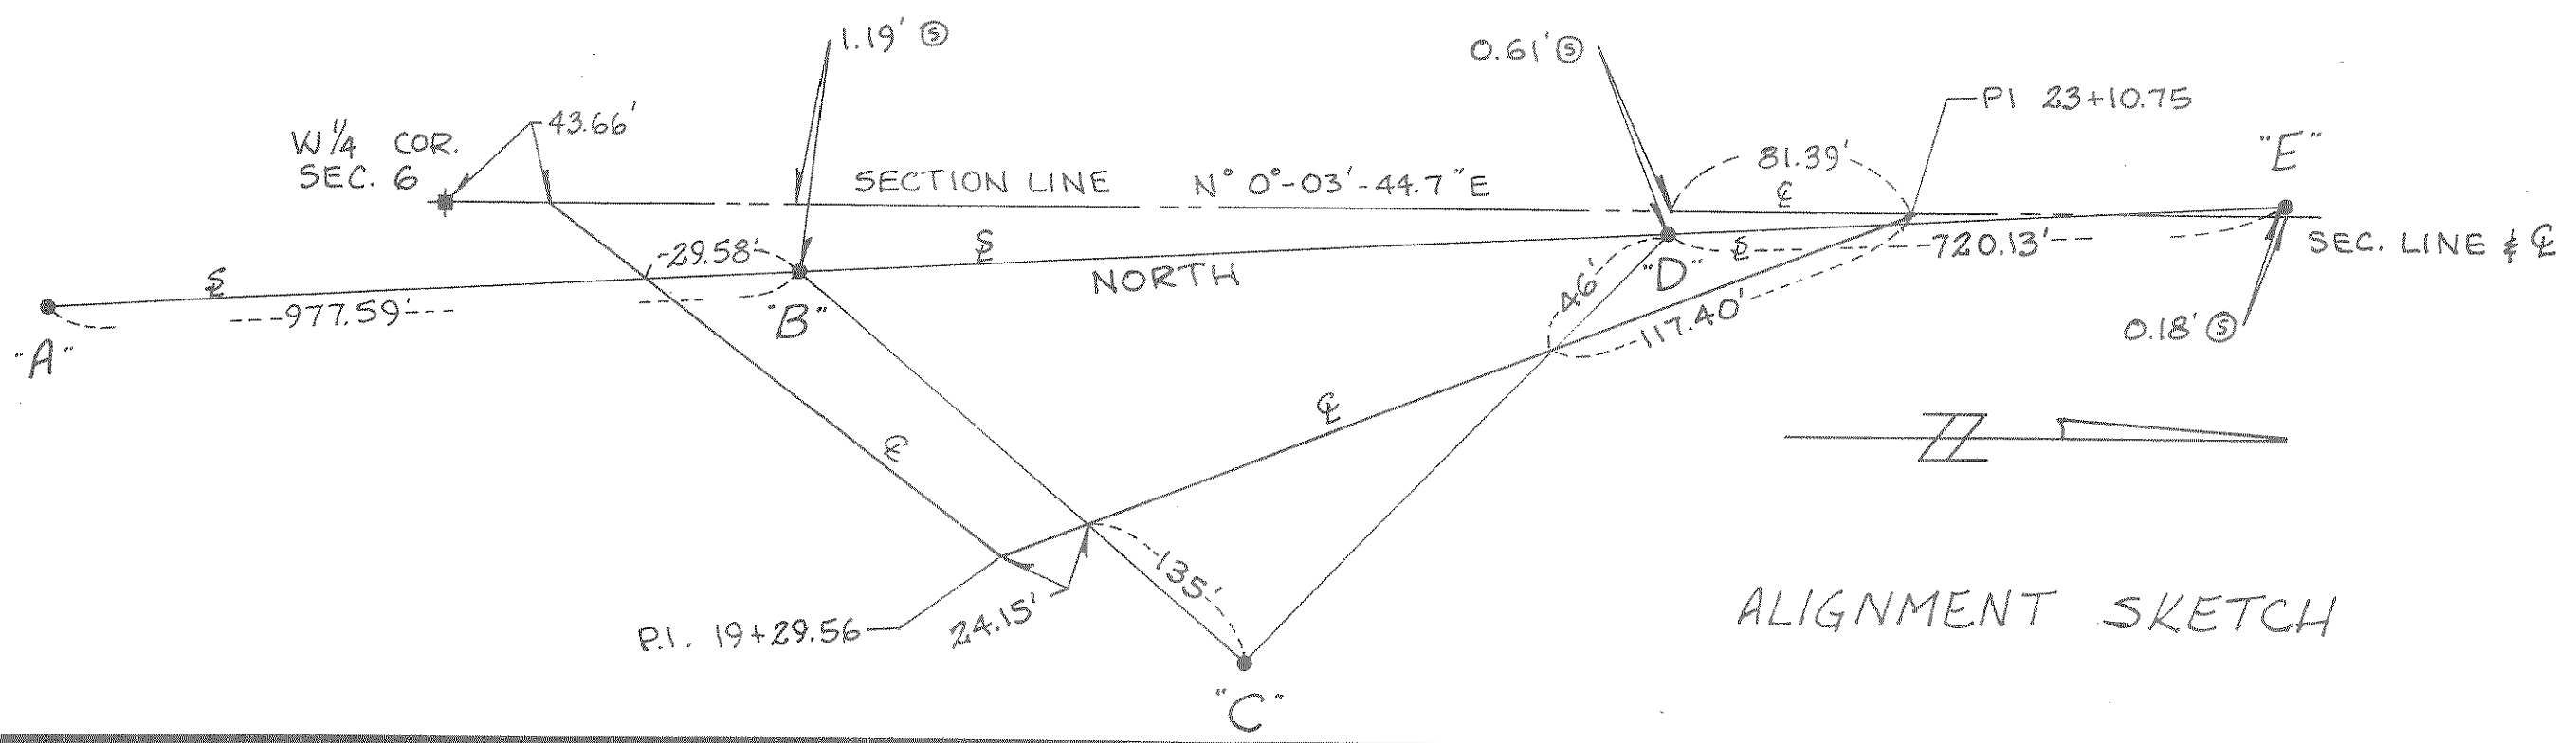 1.19' Ⓢ
0.61' Ⓢ
PI 23+10.75
43.66'
W 1/4 COR.
SEC. 6
SECTION LINE N° 0°-03'-44.7"E
81.39'
℄
"E"
29.58'
NORTH
"D"
720.13'
SEC. LINE & ℄
977.59'
"B"
46'
117.40'
0.18' Ⓢ
"A"
℄
℄
135'
24.15'
P.I. 19+29.56
"C"
ALIGNMENT SKETCH